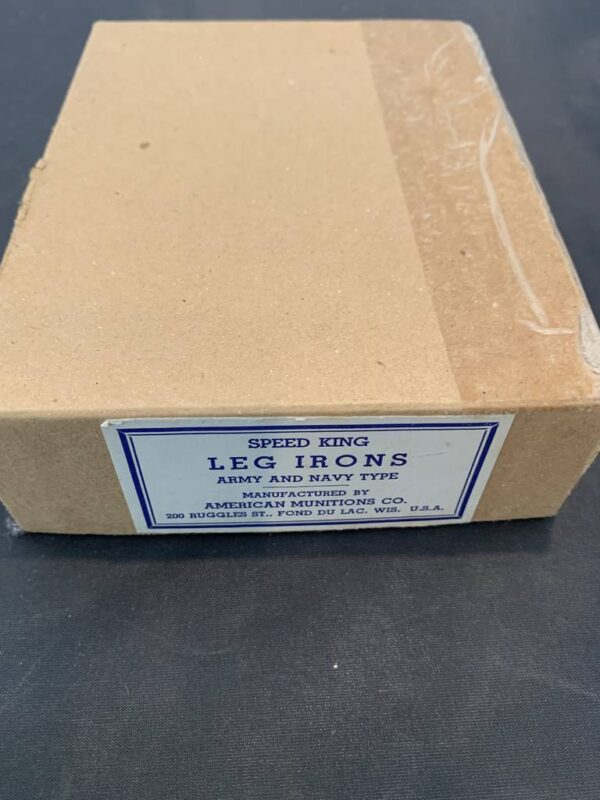 SPEED KING
LEG IRONS
ARMY AND NAVY TYPE
MANUFACTURED BY
AMERICAN MUNITIONS CO.
200 RUGGLES ST., FOND DU LAC, WIS. U.S.A.